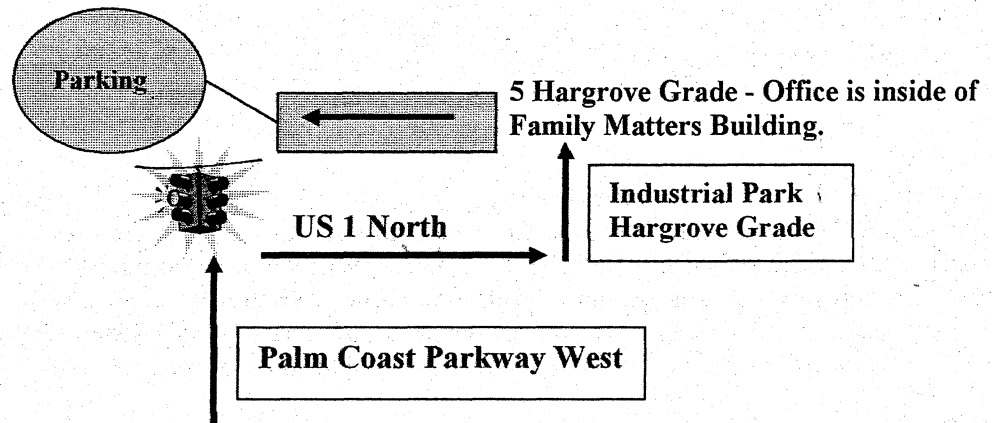 Parking
5 Hargrove Grade - Office is inside of
Family Matters Building.
Industrial Park
Hargrove Grade
US 1 North
Palm Coast Parkway West